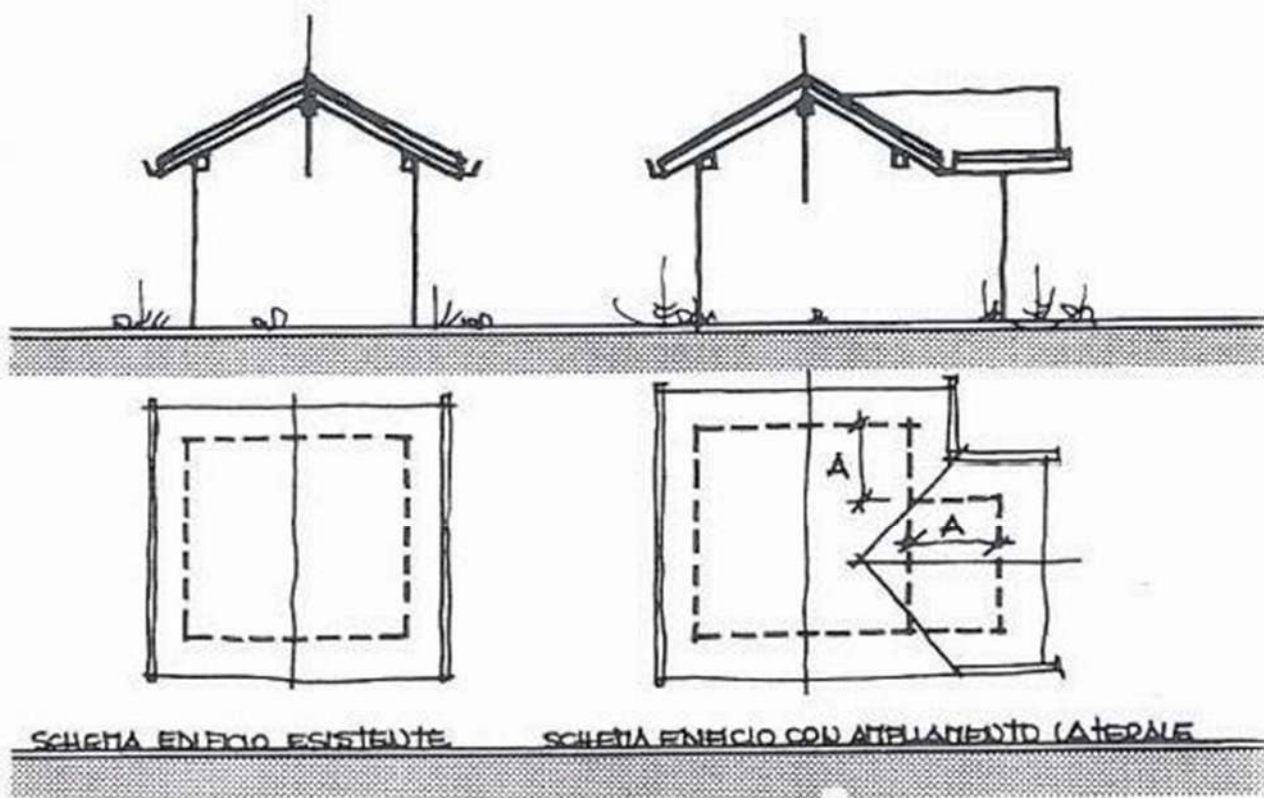 A
A
SCHEMA EDIFICIO ESISTENTE
SCHEMA EDIFICIO CON AMPLIAMENTO LATERALE